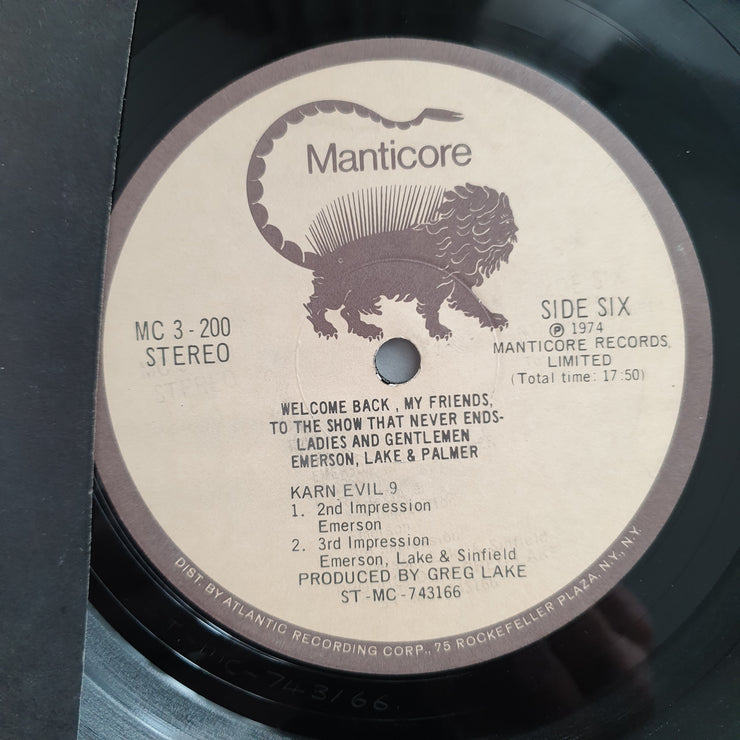 Manticore
MC 3-200
STEREO
SIDE SIX
Ⓟ 1974
MANTICORE RECORDS,
LIMITED
(Total time: 17:50)
WELCOME BACK , MY FRIENDS,
TO THE SHOW THAT NEVER ENDS-
LADIES AND GENTLEMEN
EMERSON, LAKE & PALMER
KARN EVIL 9
1. 2nd Impression
Emerson
2. 3rd Impression
Emerson, Lake & Sinfield
PRODUCED BY GREG LAKE
ST-MC-743166
DIST. BY ATLANTIC RECORDING CORP., 75 ROCKEFELLER PLAZA, N.Y., N.Y.
MC-743166